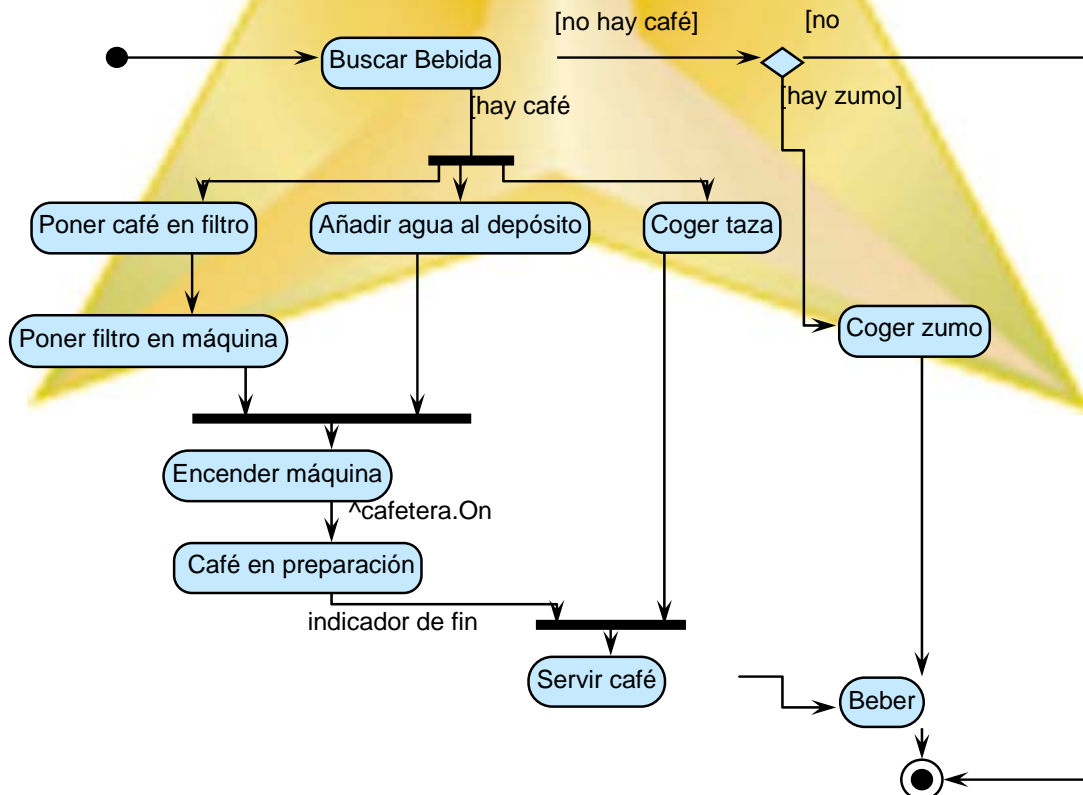 [no hay café]
[no
Buscar Bebida
[hay café
[hay zumo]
Poner café en filtro
Añadir agua al depósito
Coger taza
Poner filtro en máquina
Coger zumo
Encender máquina
^cafetera.On
Café en preparación
indicador de fin
Servir café
Beber